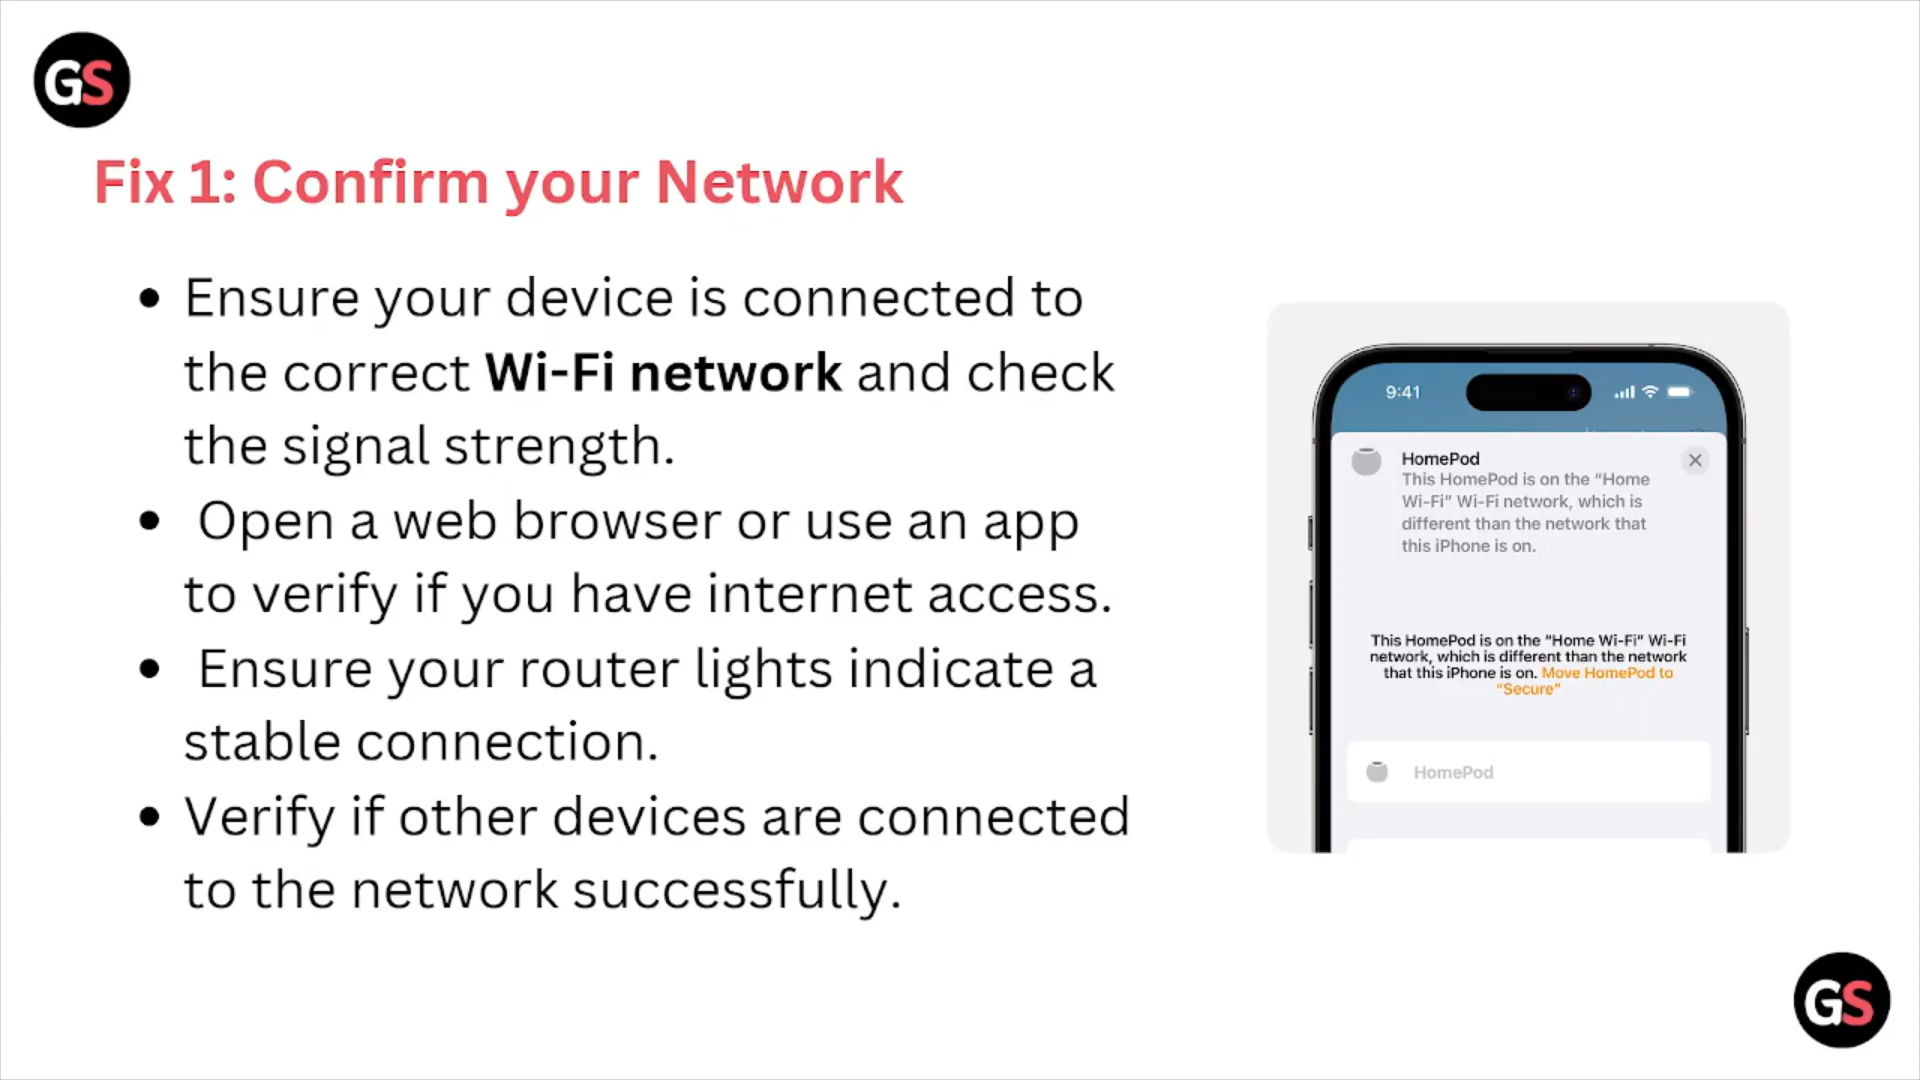 GS
Fix 1: Confirm your Network
• Ensure your device is connected to
the correct Wi-Fi network and check
the signal strength.
• Open a web browser or use an app
to verify if you have internet access.
• Ensure your router lights indicate a
stable connection.
• Verify if other devices are connected
to the network successfully.
9:41
HomePod
This HomePod is on the “Home
Wi-Fi” Wi-Fi network, which is
different than the network that
this iPhone is on.
This HomePod is on the “Home Wi-Fi” Wi-Fi
network, which is different than the network
that this iPhone is on. Move HomePod to
“Secure”
HomePod
GS